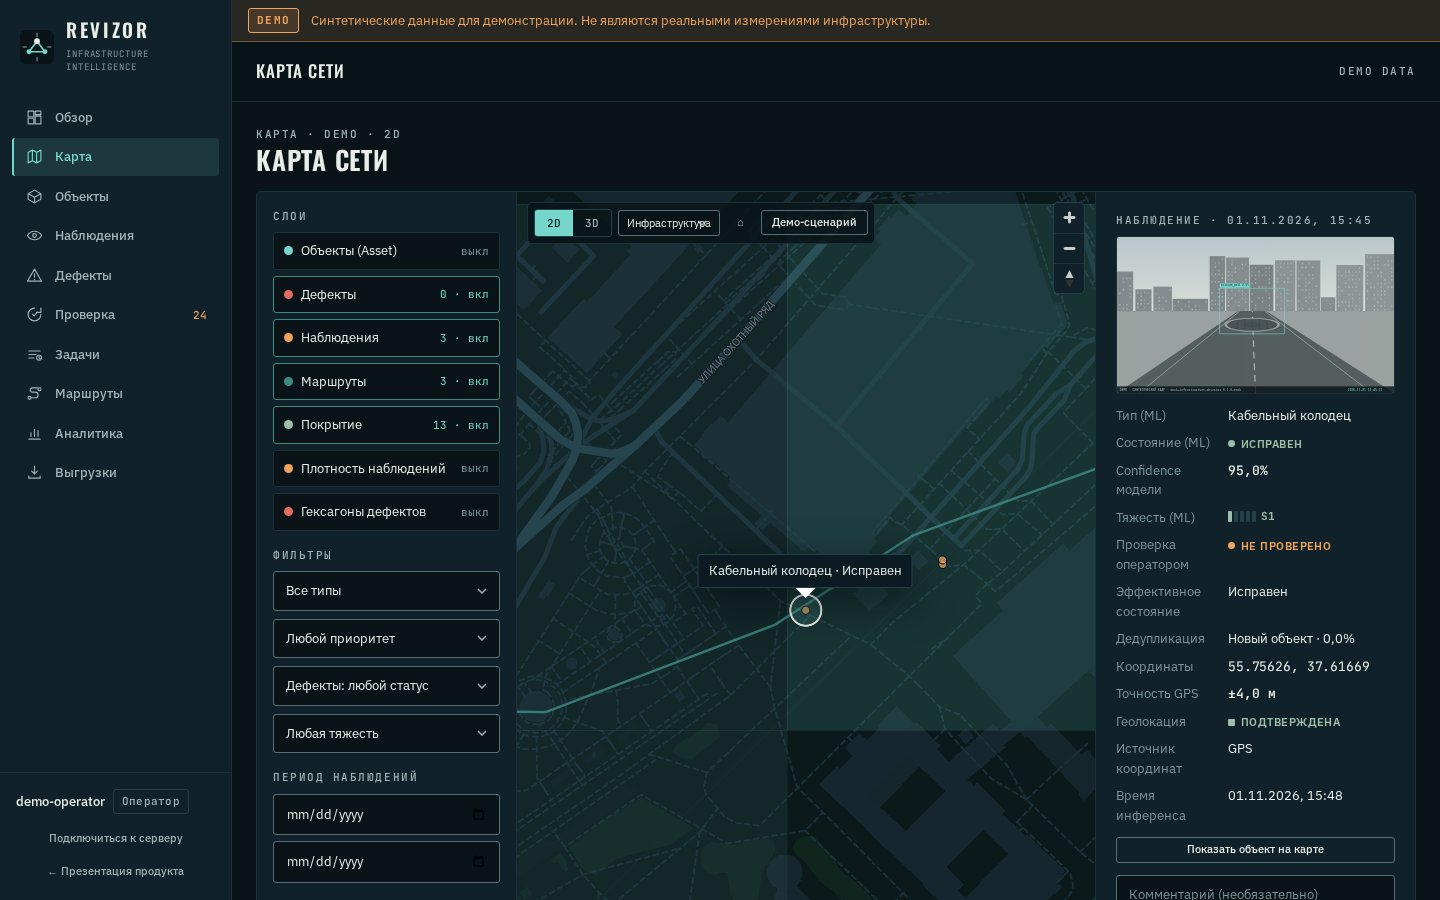 REVIZOR
INFRASTRUCTURE
INTELLIGENCE
Обзор
Карта
Объекты
Наблюдения
Дефекты
Проверка 24
Задачи
Маршруты
Аналитика
Выгрузки
demo-operator Оператор
Подключиться к серверу
← Презентация продукта
DEMO Синтетические данные для демонстрации. Не являются реальными измерениями инфраструктуры.
КАРТА СЕТИ
DEMO DATA
КАРТА · DEMO · 2D
КАРТА СЕТИ
СЛОИ
Объекты (Asset) выкл
Дефекты 0 · вкл
Наблюдения 3 · вкл
Маршруты 3 · вкл
Покрытие 13 · вкл
Плотность наблюдений выкл
Гексагоны дефектов выкл
ФИЛЬТРЫ
Все типы
Любой приоритет
Дефекты: любой статус
Любая тяжесть
ПЕРИОД НАБЛЮДЕНИЙ
mm/dd/yyyy
mm/dd/yyyy
2D 3D Инфраструктура Демо-сценарий
УЛИЦА ОХОТНЫЙ РЯД
Кабельный колодец · Исправен
НАБЛЮДЕНИЕ · 01.11.2026, 15:45
Тип (ML) Кабельный колодец
Состояние (ML) ИСПРАВЕН
Confidence модели 95,0%
Тяжесть (ML) S1
Проверка оператором НЕ ПРОВЕРЕНО
Эффективное состояние Исправен
Дедупликация Новый объект · 0,0%
Координаты 55.75626, 37.61669
Точность GPS ±4,0 м
Геолокация ПОДТВЕРЖДЕНА
Источник координат GPS
Время инференса 01.11.2026, 15:48
Показать объект на карте
Комментарий (необязательно)